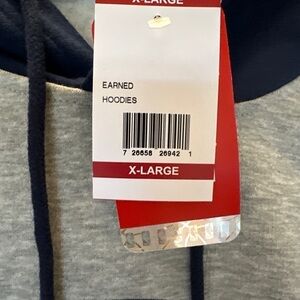 X-LARGE
EARNED
HOODIES
7 26658 26942 1
X-LARGE